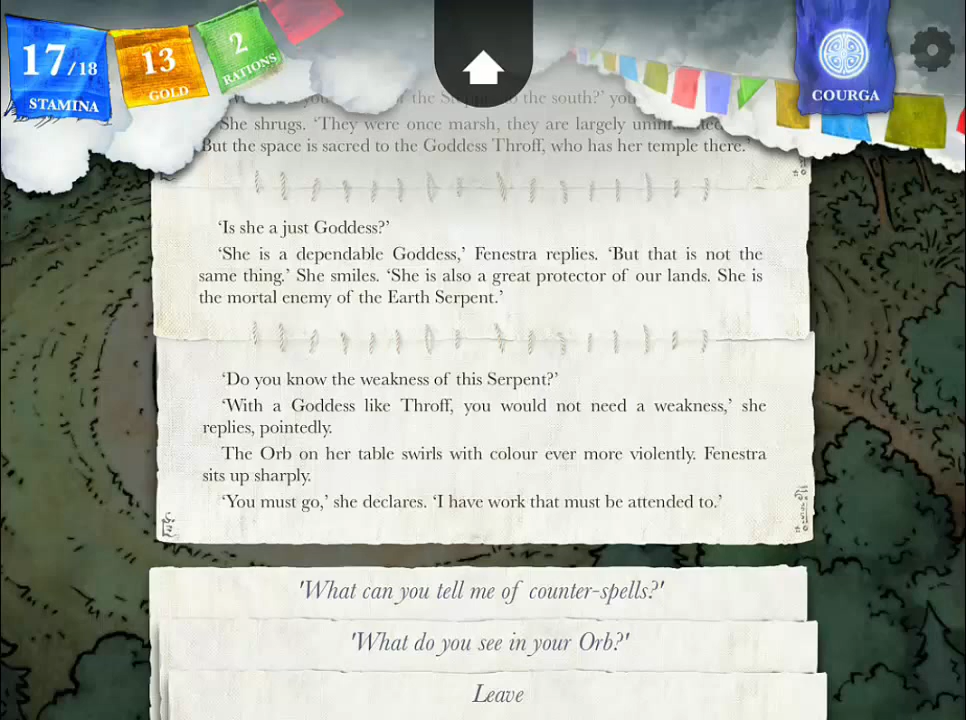 17/18
STAMINA
13
GOLD
2
RATIONS
COURGA
the south?' you
She shrugs. 'They were once marsh, they are largely
But the space is sacred to the Goddess Throff, who has her temple there.'
'Is she a just Goddess?'
'She is a dependable Goddess,' Fenestra replies. 'But that is not the
same thing.' She smiles. 'She is also a great protector of our lands. She is
the mortal enemy of the Earth Serpent.'
'Do you know the weakness of this Serpent?'
'With a Goddess like Throff, you would not need a weakness,' she
replies, pointedly.
The Orb on her table swirls with colour ever more violently. Fenestra
sits up sharply.
'You must go,' she declares. 'I have work that must be attended to.'
'What can you tell me of counter-spells?'
'What do you see in your Orb?'
Leave